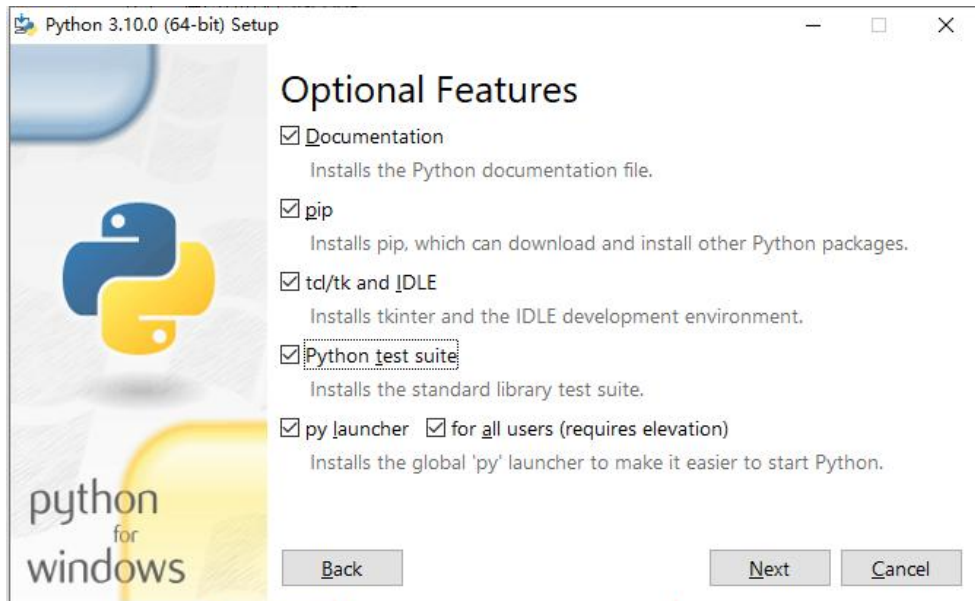 Python 3.10.0 (64-bit) Setup
Optional Features
Documentation
Installs the Python documentation file.
pip
Installs pip, which can download and install other Python packages.
tcl/tk and IDLE
Installs tkinter and the IDLE development environment.
Python test suite
Installs the standard library test suite.
py launcher for all users (requires elevation)
Installs the global 'py' launcher to make it easier to start Python.
python
for
windows
Back Next Cancel